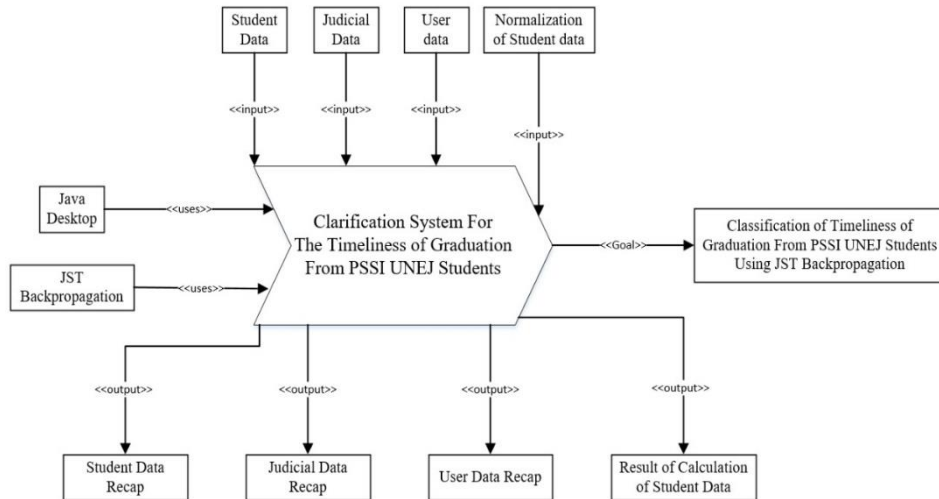 Student
Data
Judicial
Data
User
data
Normalization
of Student data
<<input>>
<<input>>
<<input>>
<<input>>
Java
Desktop
<<uses>>
JST
Backpropagation
<<uses>>
Clarification System For
The Timeliness of Graduation
From PSSI UNEJ Students
<<Goal>>
Classification of Timeliness of
Graduation From PSSI UNEJ Students
Using JST Backpropagation
<<output>>
<<output>>
<<output>>
<<output>>
Student Data
Recap
Judicial Data
Recap
User Data Recap
Result of Calculation
of Student Data